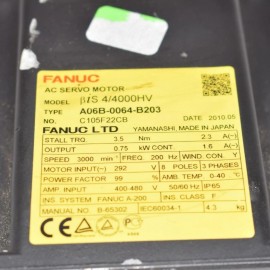 FANUC
AC SERVO MOTOR
MODEL βiS 4/4000HV
TYPE A06B-0064-B203
NO. C105F22CB DATE 2010.05
FANUC LTD YAMANASHI, MADE IN JAPAN
STALL TRQ. 3.5 Nm 2.3 A(~)
OUTPUT 0.75 kW CONT. 1.6 A(~)
SPEED 3000 min⁻¹ FREQ 200 Hz WIND CON. Y
MOTOR INPUT (292) V 8 POLES 3 PHASES
POWER FACTOR 99 % AMB. TEMP. 0-40 °C
AMP INPUT 400-480 V 50/60 Hz IP65
INS. SYSTEM FANUC A-200 INS. CLASS F
MANUAL NO. B-65302 IEC60034-1 4.3 kg